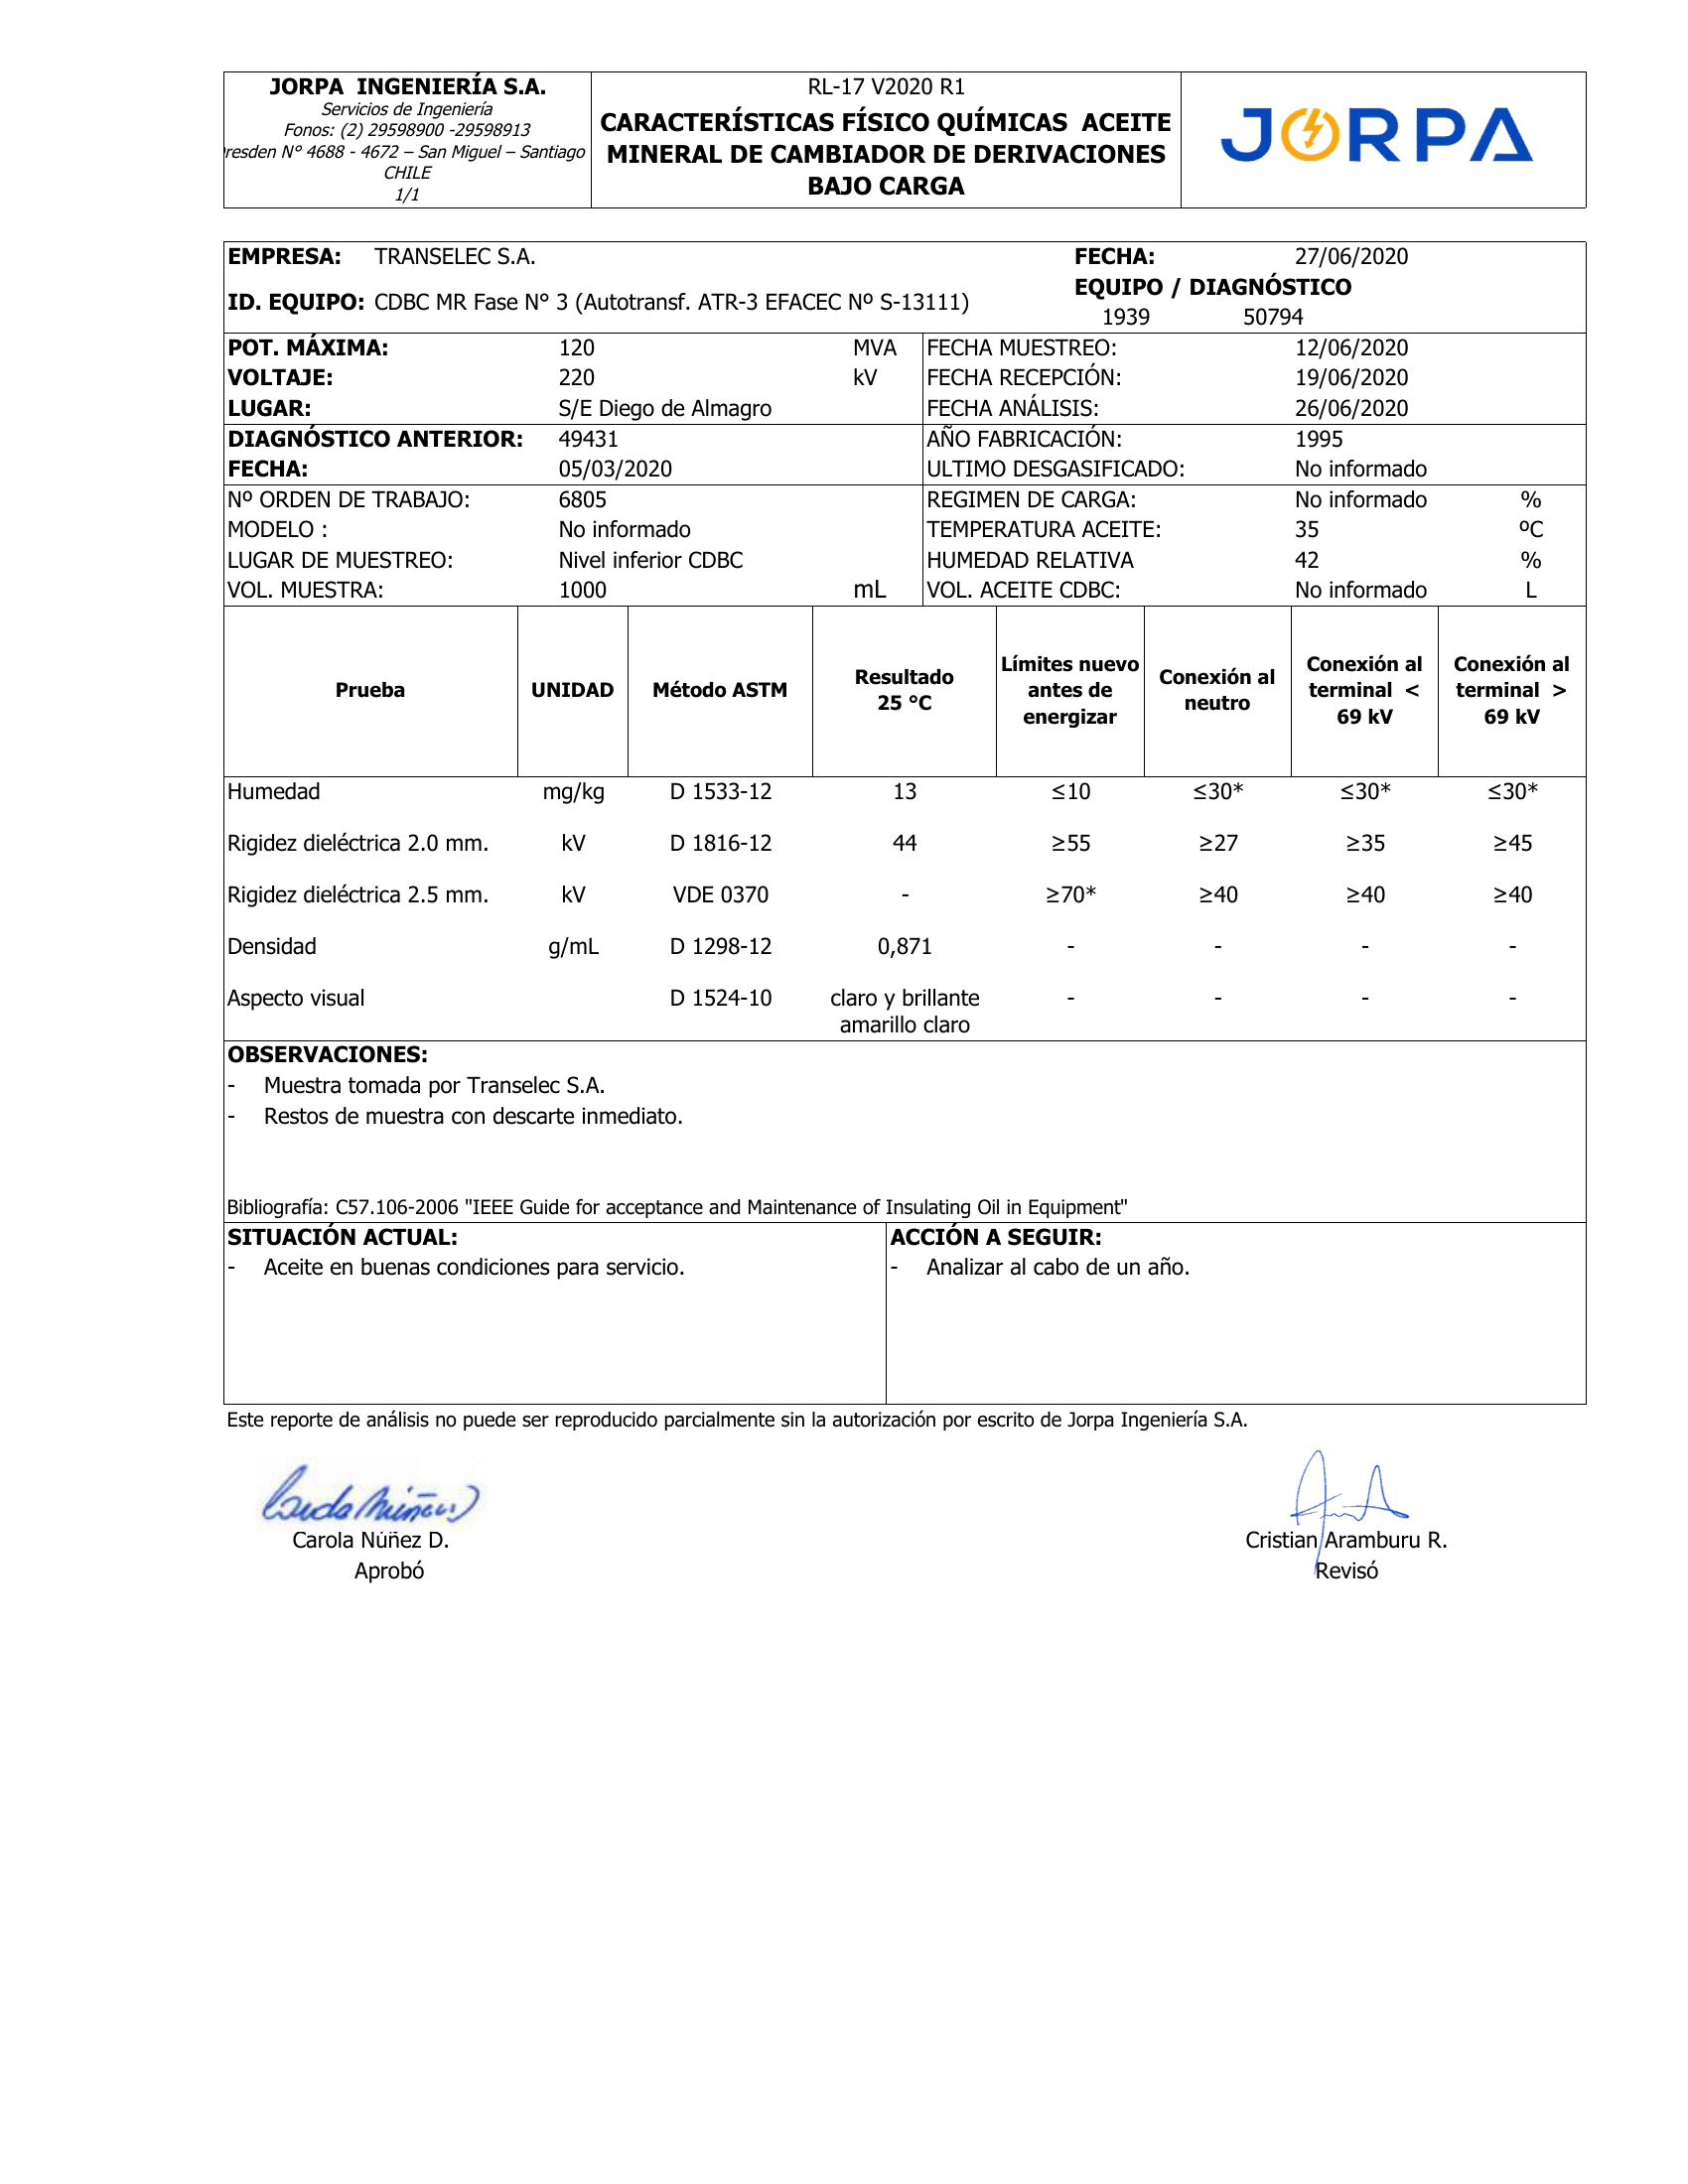 JORPA  INGENIERÍA S.A.
Servicios de Ingeniería
Fonos: (2) 29598900 -29598913
resden N° 4688 - 4672 – San Miguel – Santiago
CHILE
1/1
RL-17 V2020 R1
CARACTERÍSTICAS FÍSICO QUÍMICAS  ACEITE
MINERAL DE CAMBIADOR DE DERIVACIONES
BAJO CARGA
JORPA
EMPRESA: TRANSELEC S.A. FECHA: 27/06/2020
EQUIPO / DIAGNÓSTICO
ID. EQUIPO: CDBC MR Fase N° 3 (Autotransf. ATR-3 EFACEC Nº S-13111)
1939 50794
POT. MÁXIMA: 120 MVA FECHA MUESTREO: 12/06/2020
VOLTAJE: 220 kV FECHA RECEPCIÓN: 19/06/2020
LUGAR: S/E Diego de Almagro FECHA ANÁLISIS: 26/06/2020
DIAGNÓSTICO ANTERIOR: 49431 AÑO FABRICACIÓN: 1995
FECHA: 05/03/2020 ULTIMO DESGASIFICADO: No informado
Nº ORDEN DE TRABAJO: 6805 REGIMEN DE CARGA: No informado %
MODELO : No informado TEMPERATURA ACEITE: 35 ºC
LUGAR DE MUESTREO: Nivel inferior CDBC HUMEDAD RELATIVA 42 %
VOL. MUESTRA: 1000 mL VOL. ACEITE CDBC: No informado L
Prueba UNIDAD Método ASTM Resultado 25 °C Límites nuevo antes de energizar Conexión al neutro Conexión al terminal < 69 kV Conexión al terminal > 69 kV
Humedad mg/kg D 1533-12 13 ≤10 ≤30* ≤30* ≤30*
Rigidez dieléctrica 2.0 mm. kV D 1816-12 44 ≥55 ≥27 ≥35 ≥45
Rigidez dieléctrica 2.5 mm. kV VDE 0370 - ≥70* ≥40 ≥40 ≥40
Densidad g/mL D 1298-12 0,871 - - - -
Aspecto visual D 1524-10 claro y brillante - - - -
amarillo claro
OBSERVACIONES:
- Muestra tomada por Transelec S.A.
- Restos de muestra con descarte inmediato.
Bibliografía: C57.106-2006 "IEEE Guide for acceptance and Maintenance of Insulating Oil in Equipment"
SITUACIÓN ACTUAL: ACCIÓN A SEGUIR:
- Aceite en buenas condiciones para servicio. - Analizar al cabo de un año.
Este reporte de análisis no puede ser reproducido parcialmente sin la autorización por escrito de Jorpa Ingeniería S.A.
Carola Núñez D. Cristian Aramburu R.
Aprobó Revisó